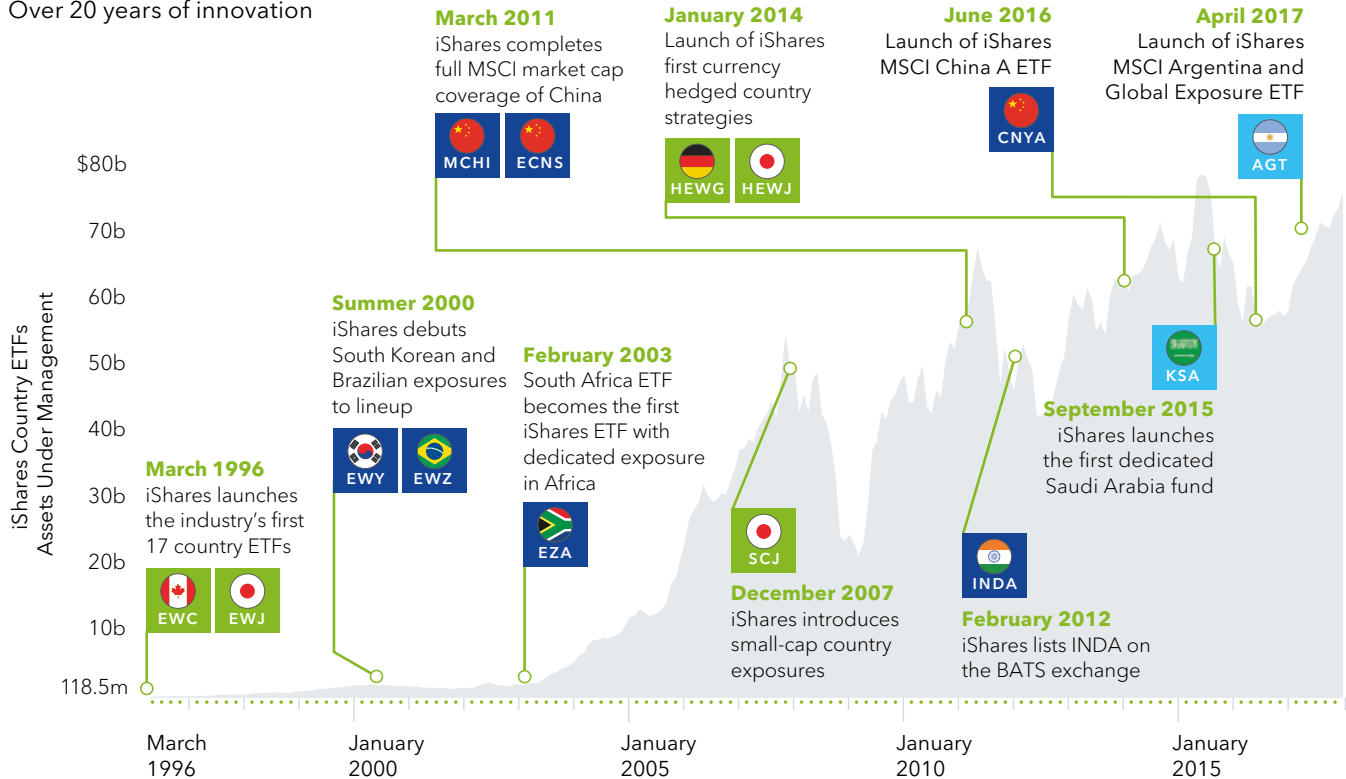 Over 20 years of innovation
March 2011
iShares completes
full MSCI market cap
coverage of China
MCHI
ECNS
January 2014
Launch of iShares
first currency
hedged country
strategies
HEWG
HEWJ
June 2016
Launch of iShares
MSCI China A ETF
CNYA
April 2017
Launch of iShares
MSCI Argentina and
Global Exposure ETF
AGT
iShares Country ETFs
Assets Under Management
$80b
70b
60b
50b
40b
30b
20b
10b
118.5m
March 1996
iShares launches
the industry’s first
17 country ETFs
EWC
EWJ
Summer 2000
iShares debuts
South Korean and
Brazilian exposures
to lineup
EWY
EWZ
February 2003
South Africa ETF
becomes the first
iShares ETF with
dedicated exposure
in Africa
EZA
SCJ
December 2007
iShares introduces
small-cap country
exposures
INDA
February 2012
iShares lists INDA on
the BATS exchange
KSA
September 2015
iShares launches
the first dedicated
Saudi Arabia fund
March
1996
January
2000
January
2005
January
2010
January
2015